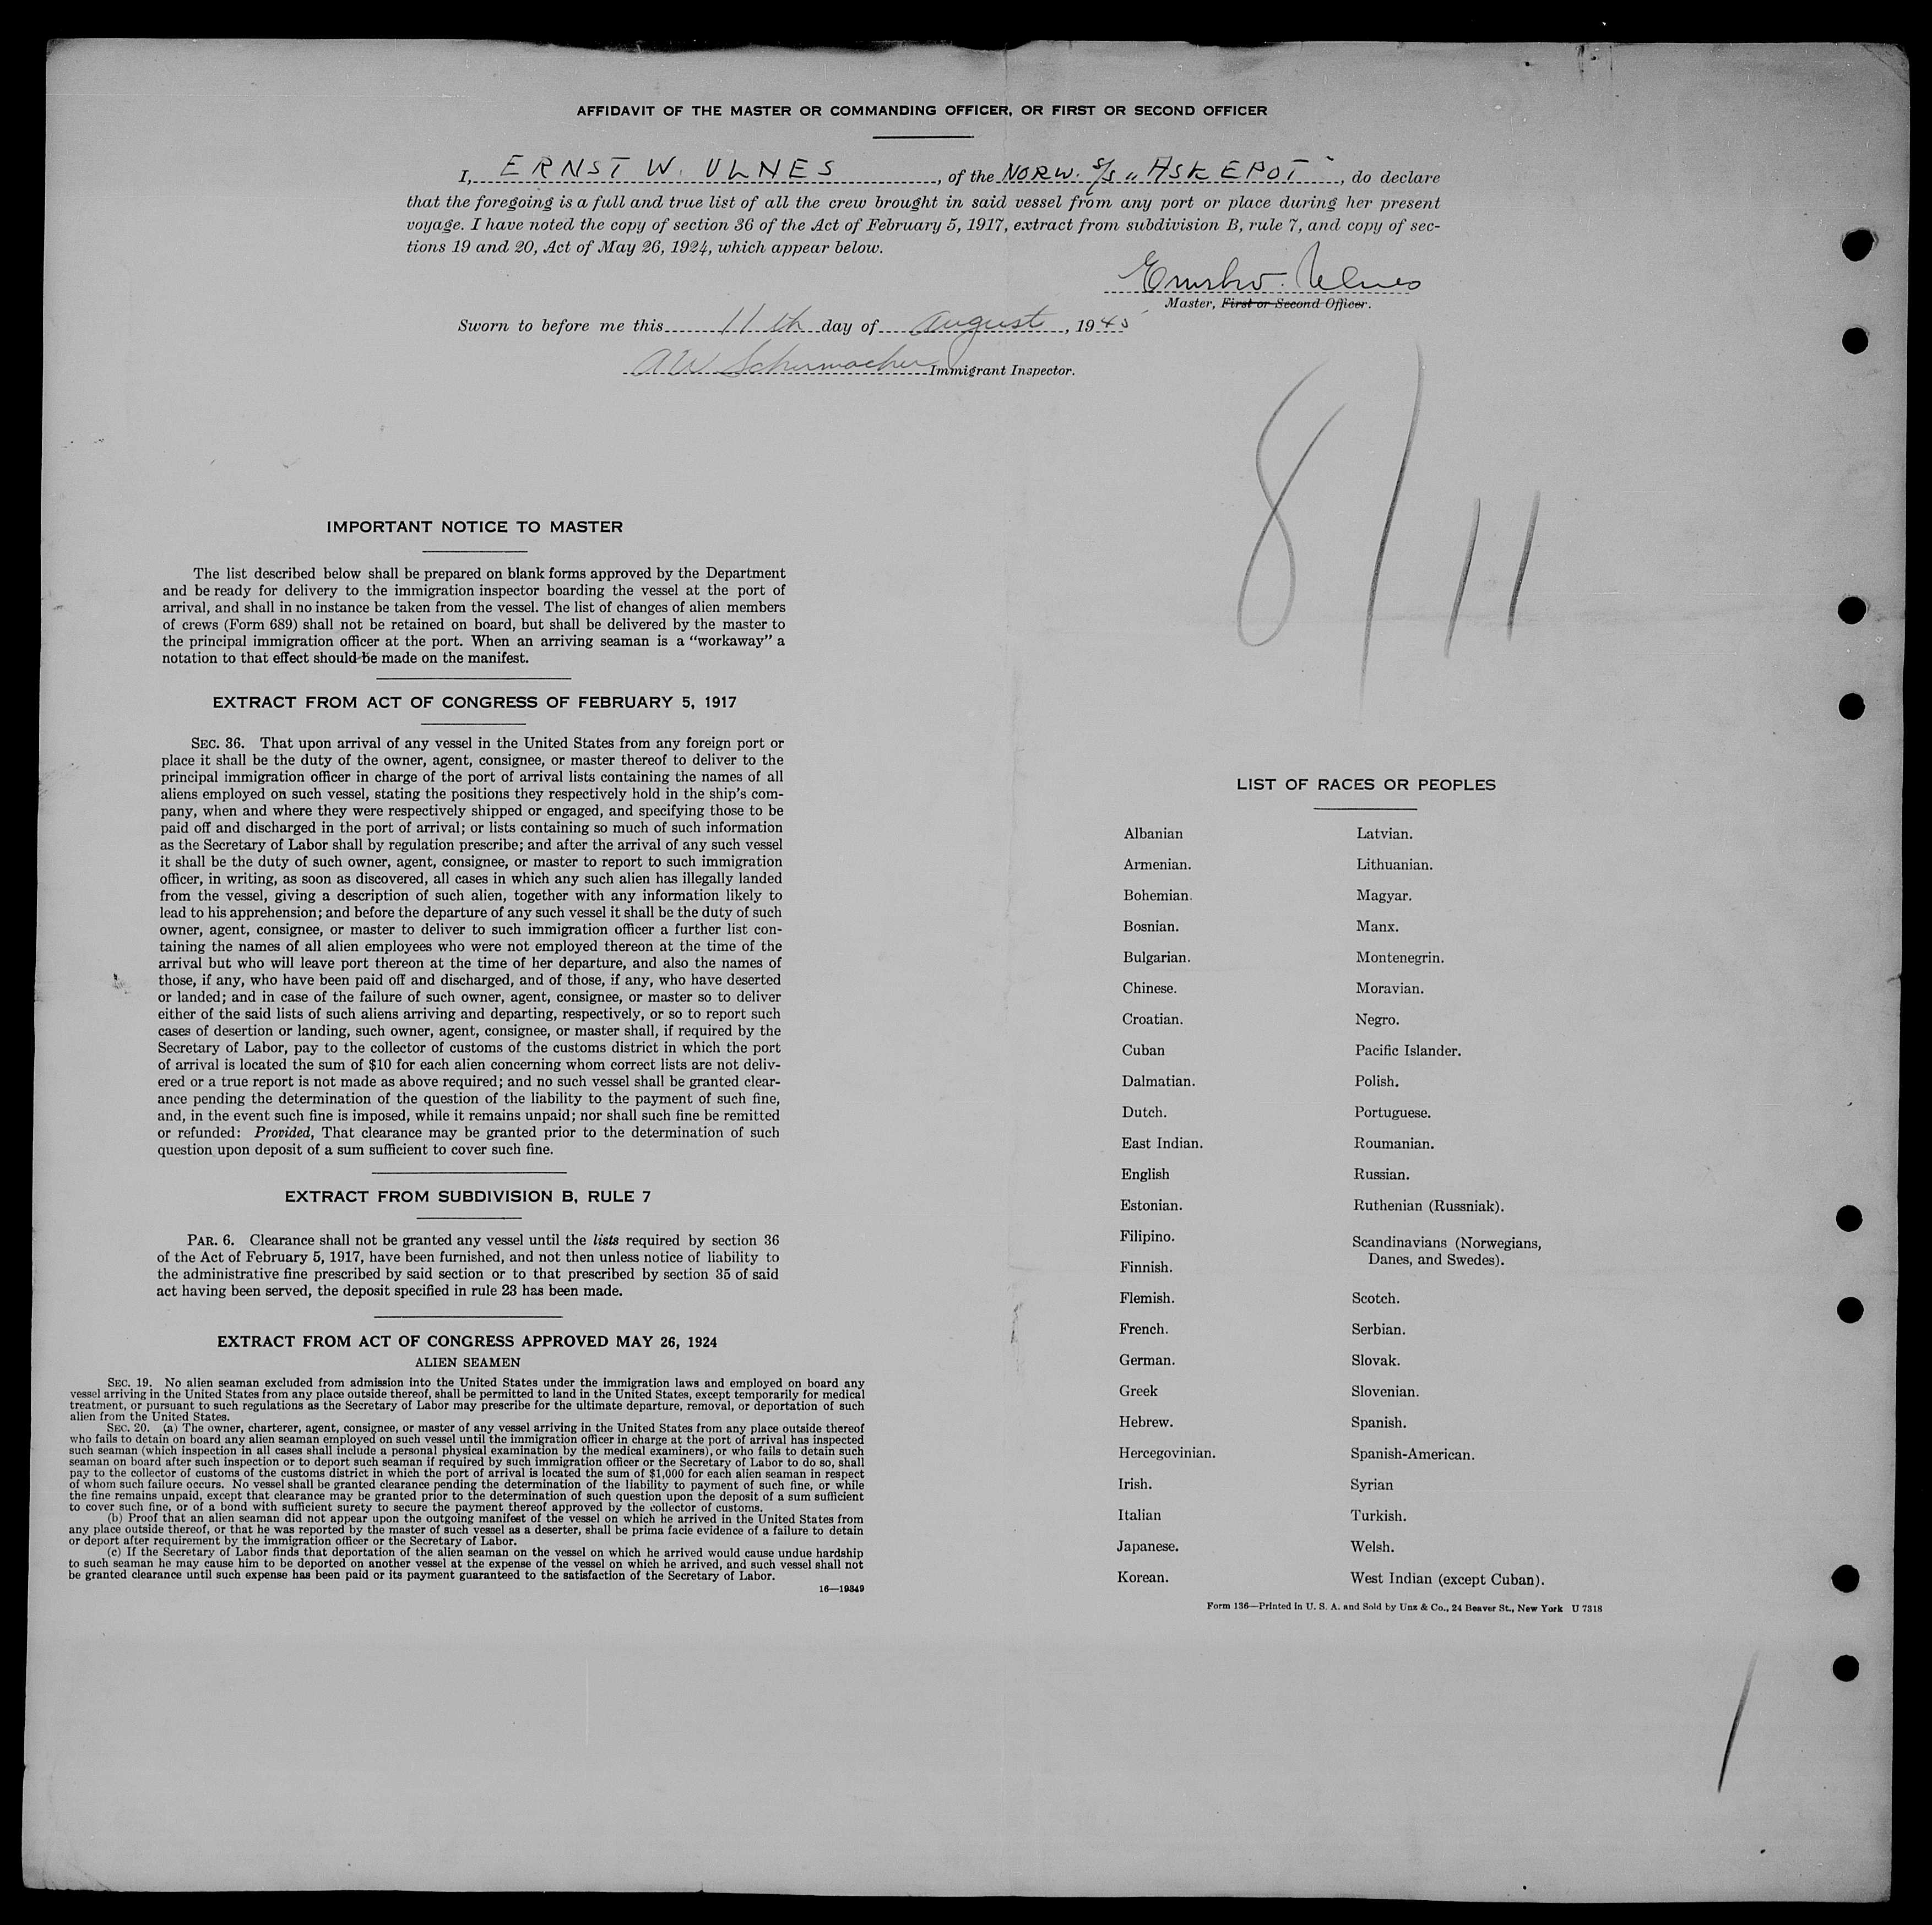 AFFIDAVIT OF THE MASTER OR COMMANDING OFFICER, OR FIRST OR SECOND OFFICER
I, ERNST W. ULNES, of the NORW. S/S „ASKEPOT", do declare
that the foregoing is a full and true list of all the crew brought in said vessel from any port or place during her present
voyage. I have noted the copy of section 36 of the Act of February 5, 1917, extract from subdivision B, rule 7, and copy of sec-
tions 19 and 20, Act of May 26, 1924, which appear below.
Ernst W. Ulnes
Master, First or Second Officer.
Sworn to before me this 11th day of August, 1945
A W Schumacher Immigrant Inspector.
8/11
IMPORTANT NOTICE TO MASTER
The list described below shall be prepared on blank forms approved by the Department
and be ready for delivery to the immigration inspector boarding the vessel at the port of
arrival, and shall in no instance be taken from the vessel. The list of changes of alien members
of crews (Form 689) shall not be retained on board, but shall be delivered by the master to
the principal immigration officer at the port. When an arriving seaman is a "workaway" a
notation to that effect should be made on the manifest.
EXTRACT FROM ACT OF CONGRESS OF FEBRUARY 5, 1917
SEC. 36. That upon arrival of any vessel in the United States from any foreign port or
place it shall be the duty of the owner, agent, consignee, or master thereof to deliver to the
principal immigration officer in charge of the port of arrival lists containing the names of all
aliens employed on such vessel, stating the positions they respectively hold in the ship's com-
pany, when and where they were respectively shipped or engaged, and specifying those to be
paid off and discharged in the port of arrival; or lists containing so much of such information
as the Secretary of Labor shall by regulation prescribe; and after the arrival of any such vessel
it shall be the duty of such owner, agent, consignee, or master to report to such immigration
officer, in writing, as soon as discovered, all cases in which any such alien has illegally landed
from the vessel, giving a description of such alien, together with any information likely to
lead to his apprehension; and before the departure of any such vessel it shall be the duty of such
owner, agent, consignee, or master to deliver to such immigration officer a further list con-
taining the names of all alien employees who were not employed thereon at the time of the
arrival but who will leave port thereon at the time of her departure, and also the names of
those, if any, who have been paid off and discharged, and of those, if any, who have deserted
or landed; and in case of the failure of such owner, agent, consignee, or master so to deliver
either of the said lists of such aliens arriving and departing, respectively, or so to report such
cases of desertion or landing, such owner, agent, consignee, or master shall, if required by the
Secretary of Labor, pay to the collector of customs of the customs district in which the port
of arrival is located the sum of $10 for each alien concerning whom correct lists are not deliv-
ered or a true report is not made as above required; and no such vessel shall be granted clear-
ance pending the determination of the question of the liability to the payment of such fine,
and, in the event such fine is imposed, while it remains unpaid; nor shall such fine be remitted
or refunded: Provided, That clearance may be granted prior to the determination of such
question upon deposit of a sum sufficient to cover such fine.
EXTRACT FROM SUBDIVISION B, RULE 7
PAR. 6. Clearance shall not be granted any vessel until the lists required by section 36
of the Act of February 5, 1917, have been furnished, and not then unless notice of liability to
the administrative fine prescribed by said section or to that prescribed by section 35 of said
act having been served, the deposit specified in rule 23 has been made.
EXTRACT FROM ACT OF CONGRESS APPROVED MAY 26, 1924
ALIEN SEAMEN
SEC. 19. No alien seaman excluded from admission into the United States under the immigration laws and employed on board any
vessel arriving in the United States from any place outside thereof, shall be permitted to land in the United States, except temporarily for medical
treatment, or pursuant to such regulations as the Secretary of Labor may prescribe for the ultimate departure, removal, or deportation of such
alien from the United States.
SEC. 20. (a) The owner, charterer, agent, consignee, or master of any vessel arriving in the United States from any place outside thereof
who fails to detain on board any alien seaman employed on such vessel until the immigration officer in charge at the port of arrival has inspected
such seaman (which inspection in all cases shall include a personal physical examination by the medical examiners), or who fails to detain such
seaman on board after such inspection or to deport such seaman if required by such immigration officer or the Secretary of Labor to do so, shall
pay to the collector of customs of the customs district in which the port of arrival is located the sum of $1,000 for each alien seaman in respect
of whom such failure occurs. No vessel shall be granted clearance pending the determination of the liability to payment of such fine, or while
the fine remains unpaid, except that clearance may be granted prior to the determination of such question upon the deposit of a sum sufficient
to cover such fine, or of a bond with sufficient surety to secure the payment thereof approved by the collector of customs.
(b) Proof that an alien seaman did not appear upon the outgoing manifest of the vessel on which he arrived in the United States from
any place outside thereof, or that he was reported by the master of such vessel as a deserter, shall be prima facie evidence of a failure to detain
or deport after requirement by the immigration officer or the Secretary of Labor.
(c) If the Secretary of Labor finds that deportation of the alien seaman on the vessel on which he arrived would cause undue hardship
to such seaman he may cause him to be deported on another vessel at the expense of the vessel on which he arrived, and such vessel shall not
be granted clearance until such expense has been paid or its payment guaranteed to the satisfaction of the Secretary of Labor.
16—19849
LIST OF RACES OR PEOPLES
Albanian
Armenian.
Bohemian.
Bosnian.
Bulgarian.
Chinese.
Croatian.
Cuban
Dalmatian.
Dutch.
East Indian.
English
Estonian.
Filipino.
Finnish.
Flemish.
French.
German.
Greek
Hebrew.
Hercegovinian.
Irish.
Italian
Japanese.
Korean.
Latvian.
Lithuanian.
Magyar.
Manx.
Montenegrin.
Moravian.
Negro.
Pacific Islander.
Polish.
Portuguese.
Roumanian.
Russian.
Ruthenian (Russniak).
Scandinavians (Norwegians,
Danes, and Swedes).
Scotch.
Serbian.
Slovak.
Slovenian.
Spanish.
Spanish-American.
Syrian
Turkish.
Welsh.
West Indian (except Cuban).
Form 136—Printed in U. S. A. and Sold by Unz & Co., 24 Beaver St., New York U 7318